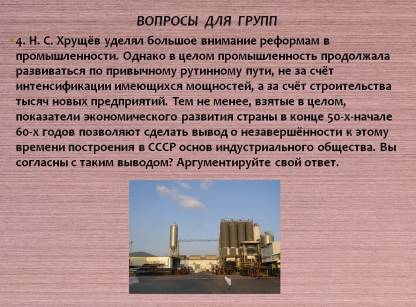 ВОПРОСЫ ДЛЯ ГРУПП
4. Н. С. Хрущёв уделял большое внимание реформам в
промышленности. Однако в целом промышленность продолжала
развиваться по привычному рутинному пути, не за счёт
интенсификации имеющихся мощностей, а за счёт строительства
тысяч новых предприятий. Тем не менее, взятые в целом,
показатели экономического развития страны в конце 50-х-начале
60-х годов позволяют сделать вывод о незавершённости к этому
времени построения в СССР основ индустриального общества. Вы
согласны с таким выводом? Аргументируйте свой ответ.